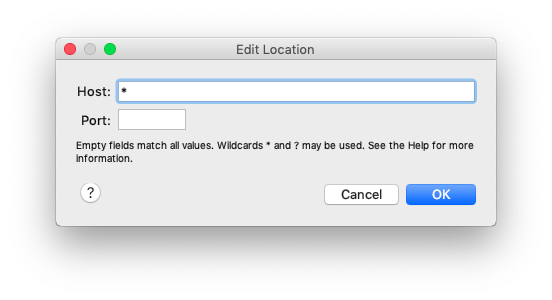 Edit Location
Host: *
Port:
Empty fields match all values. Wildcards * and ? may be used. See the Help for more
information.
? Cancel OK